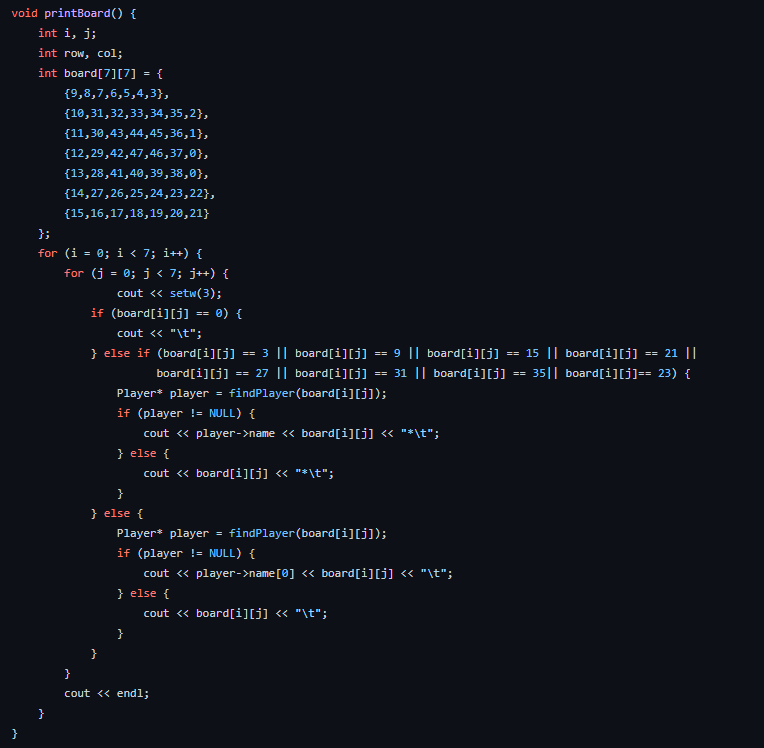 void printBoard() {
    int i, j;
    int row, col;
    int board[7][7] = {
        {9,8,7,6,5,4,3},
        {10,31,32,33,34,35,2},
        {11,30,43,44,45,36,1},
        {12,29,42,47,46,37,0},
        {13,28,41,40,39,38,0},
        {14,27,26,25,24,23,22},
        {15,16,17,18,19,20,21}
    };
    for (i = 0; i < 7; i++) {
        for (j = 0; j < 7; j++) {
                cout << setw(3);
            if (board[i][j] == 0) {
                cout << "\t";
            } else if (board[i][j] == 3 || board[i][j] == 9 || board[i][j] == 15 || board[i][j] == 21 ||
                      board[i][j] == 27 || board[i][j] == 31 || board[i][j] == 35|| board[i][j]== 23) {
                Player* player = findPlayer(board[i][j]);
                if (player != NULL) {
                    cout << player->name << board[i][j] << "*\t";
                } else {
                    cout << board[i][j] << "*\t";
                }
            } else {
                Player* player = findPlayer(board[i][j]);
                if (player != NULL) {
                    cout << player->name[0] << board[i][j] << "\t";
                } else {
                    cout << board[i][j] << "\t";
                }
            }
        }
        cout << endl;
    }
}